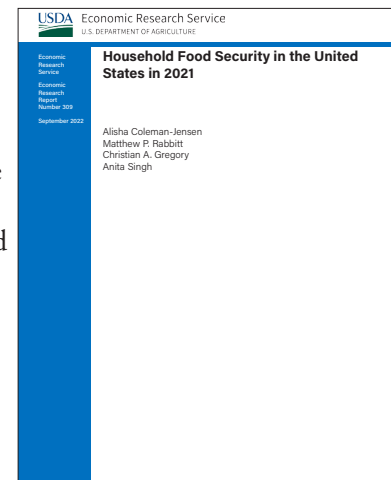 USDA Economic Research Service
U.S. DEPARTMENT OF AGRICULTURE
Economic
Research
Service
Economic
Research
Report
Number 309
September 2022
Household Food Security in the United
States in 2021
Alisha Coleman-Jensen
Matthew P. Rabbitt
Christian A. Gregory
Anita Singh